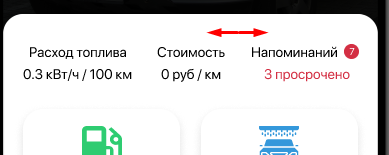 Расход топлива Стоимость Напоминаний 7
0.3 кВт/ч / 100 км 0 руб / км 3 просрочено